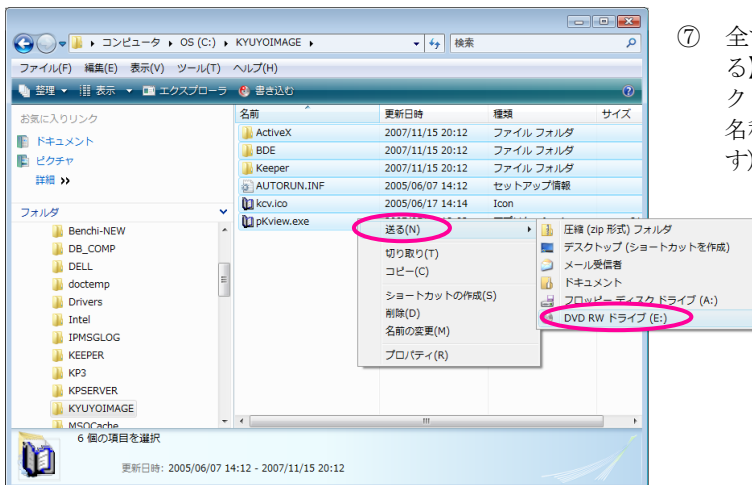 コンピュータ ▸ OS (C:) ▸ KYUYOIMAGE ▸
検索
ファイル(F) 編集(E) 表示(V) ツール(T) ヘルプ(H)
整理 表示 エクスプローラ 書き込む
お気に入りリンク
ドキュメント
ピクチャ
詳細 >>
フォルダ
Benchi-NEW
DB_COMP
DELL
doctemp
Drivers
Intel
IPMSGLOG
KEEPER
KP3
KPSERVER
KYUYOIMAGE
MSOCache
名前 更新日時 種類 サイズ
ActiveX 2007/11/15 20:12 ファイル フォルダ
BDE 2007/11/15 20:12 ファイル フォルダ
Keeper 2007/11/15 20:12 ファイル フォルダ
AUTORUN.INF 2005/06/07 14:12 セットアップ情報
kcv.ico 2005/06/17 14:14 Icon
pKview.exe
送る(N)
切り取り(T)
コピー(C)
ショートカットの作成(S)
削除(D)
名前の変更(M)
プロパティ(R)
圧縮 (zip 形式) フォルダ
デスクトップ (ショートカットを作成)
メール受信者
ドキュメント
フロッピー ディスク ドライブ (A:)
DVD RW ドライブ (E:)
6 個の項目を選択
更新日時: 2005/06/07 14:12 - 2007/11/15 20:12
⑦ 全
る】
ク
名
す)